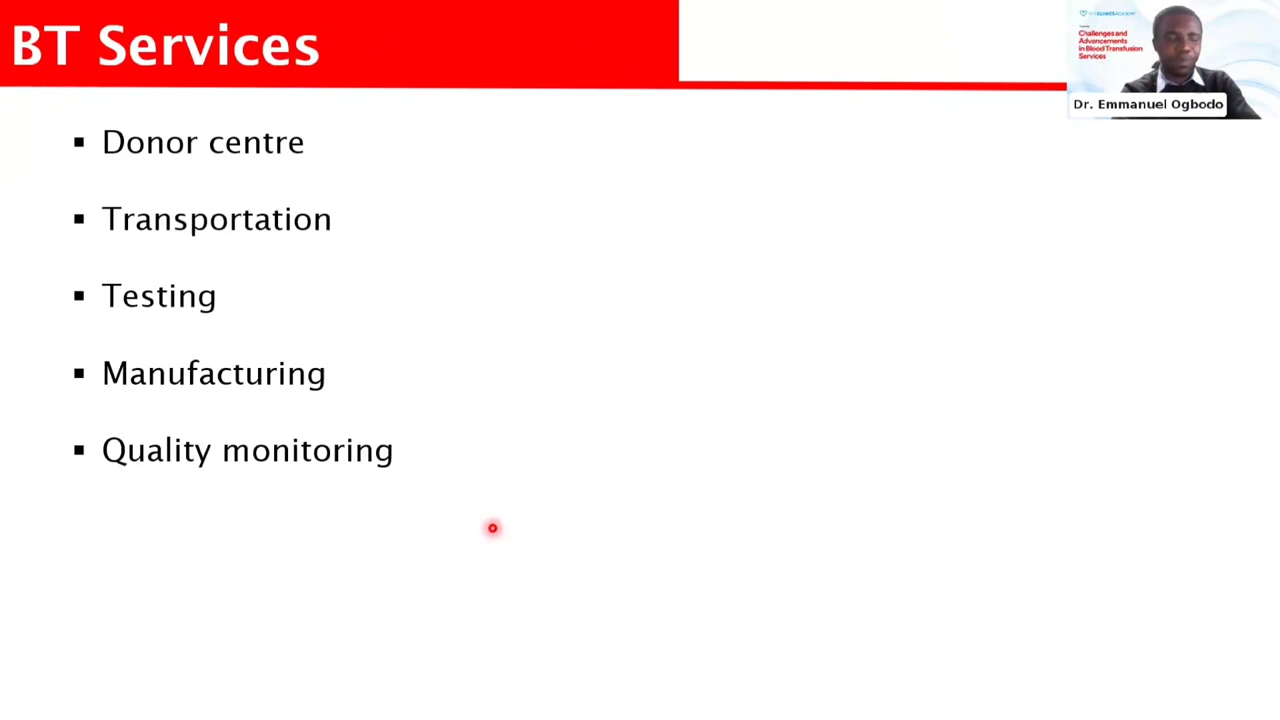 BT Services
Challenges and
Advancements
in Blood Transfusion
Services
Dr. Emmanuel Ogbodo
▪ Donor centre
▪ Transportation
▪ Testing
▪ Manufacturing
▪ Quality monitoring